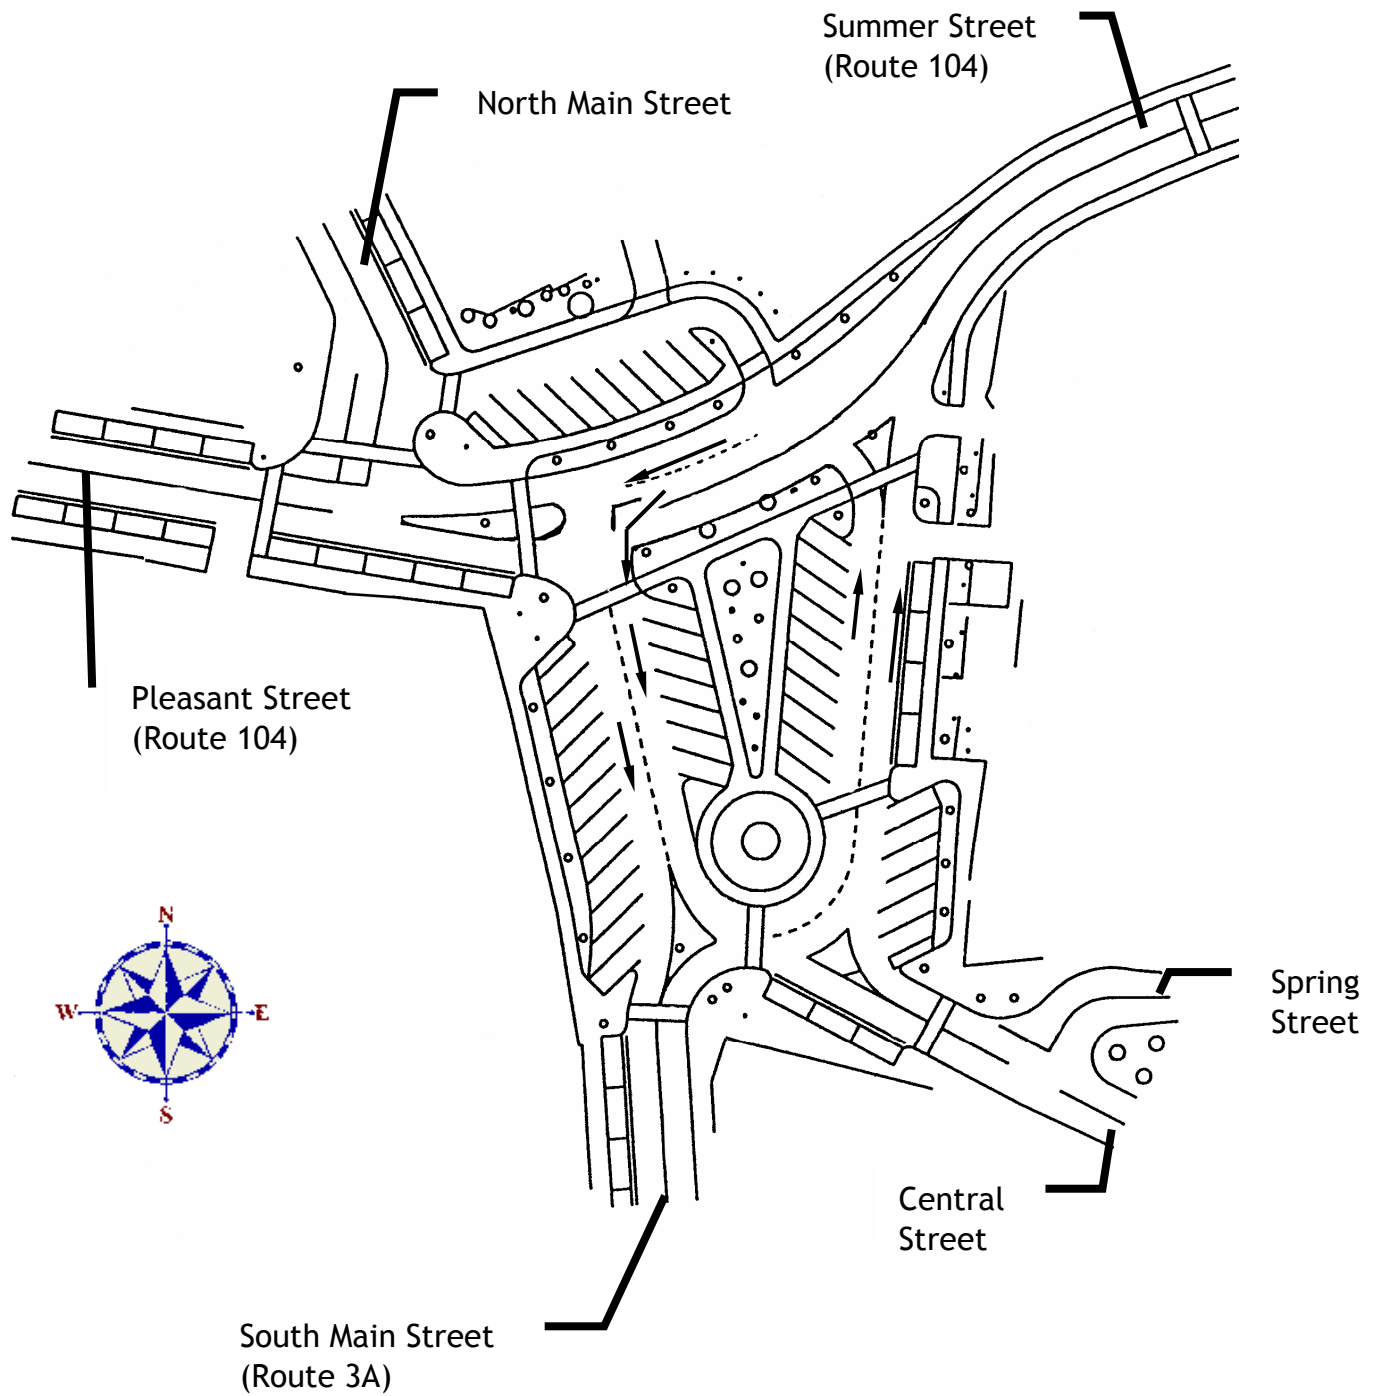 Summer Street
(Route 104)
North Main Street
Pleasant Street
(Route 104)
N
W
E
S
Spring
Street
Central
Street
South Main Street
(Route 3A)